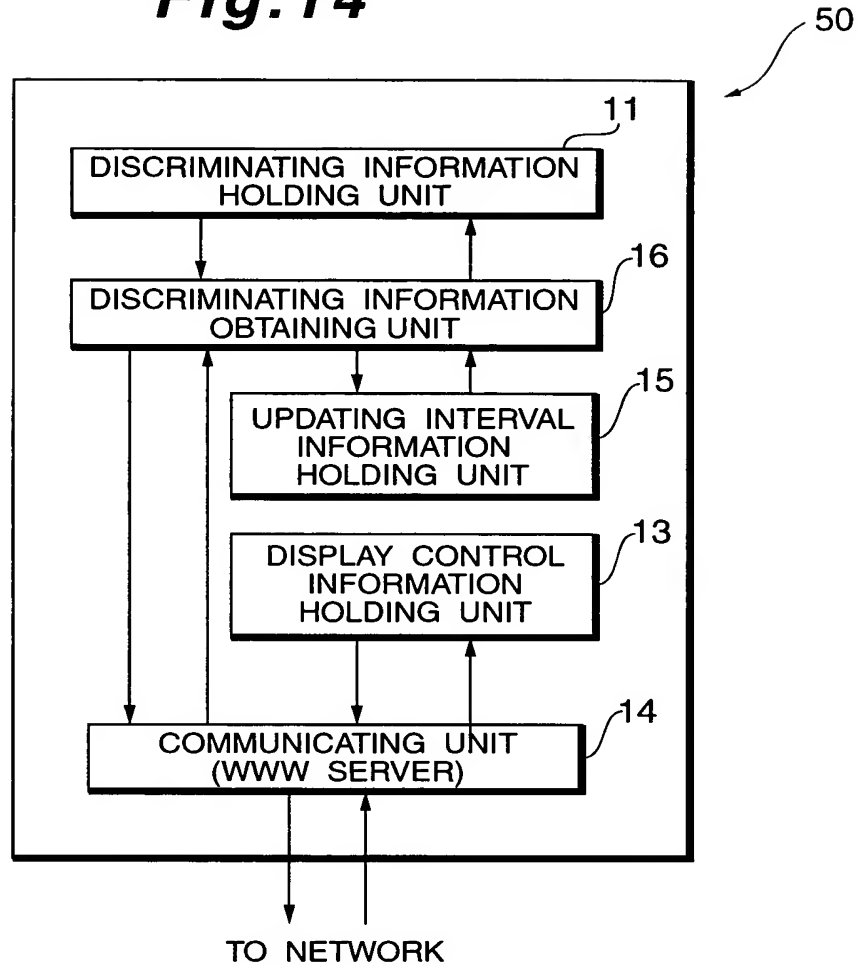 Fig. 14
50
11
DISCRIMINATING INFORMATION
HOLDING UNIT
16
DISCRIMINATING INFORMATION
OBTAINING UNIT
15
UPDATING INTERVAL
INFORMATION
HOLDING UNIT
13
DISPLAY CONTROL
INFORMATION
HOLDING UNIT
14
COMMUNICATING UNIT
(WWW SERVER)
TO NETWORK